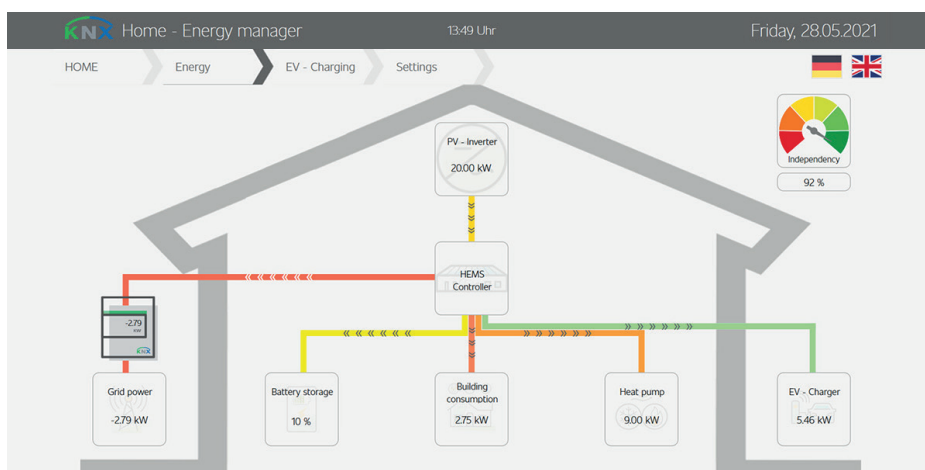 KNX Home - Energy manager 13:49 Uhr Friday, 28.05.2021
HOME Energy EV - Charging Settings
PV - Inverter
20.00 kW
Independency
92 %
HEMS
Controller
-2.79
kW
KNX
Grid power
-2.79 kW
Battery storage
10 %
Building
consumption
2.75 kW
Heat pump
9.00 kW
EV - Charger
5.46 kW